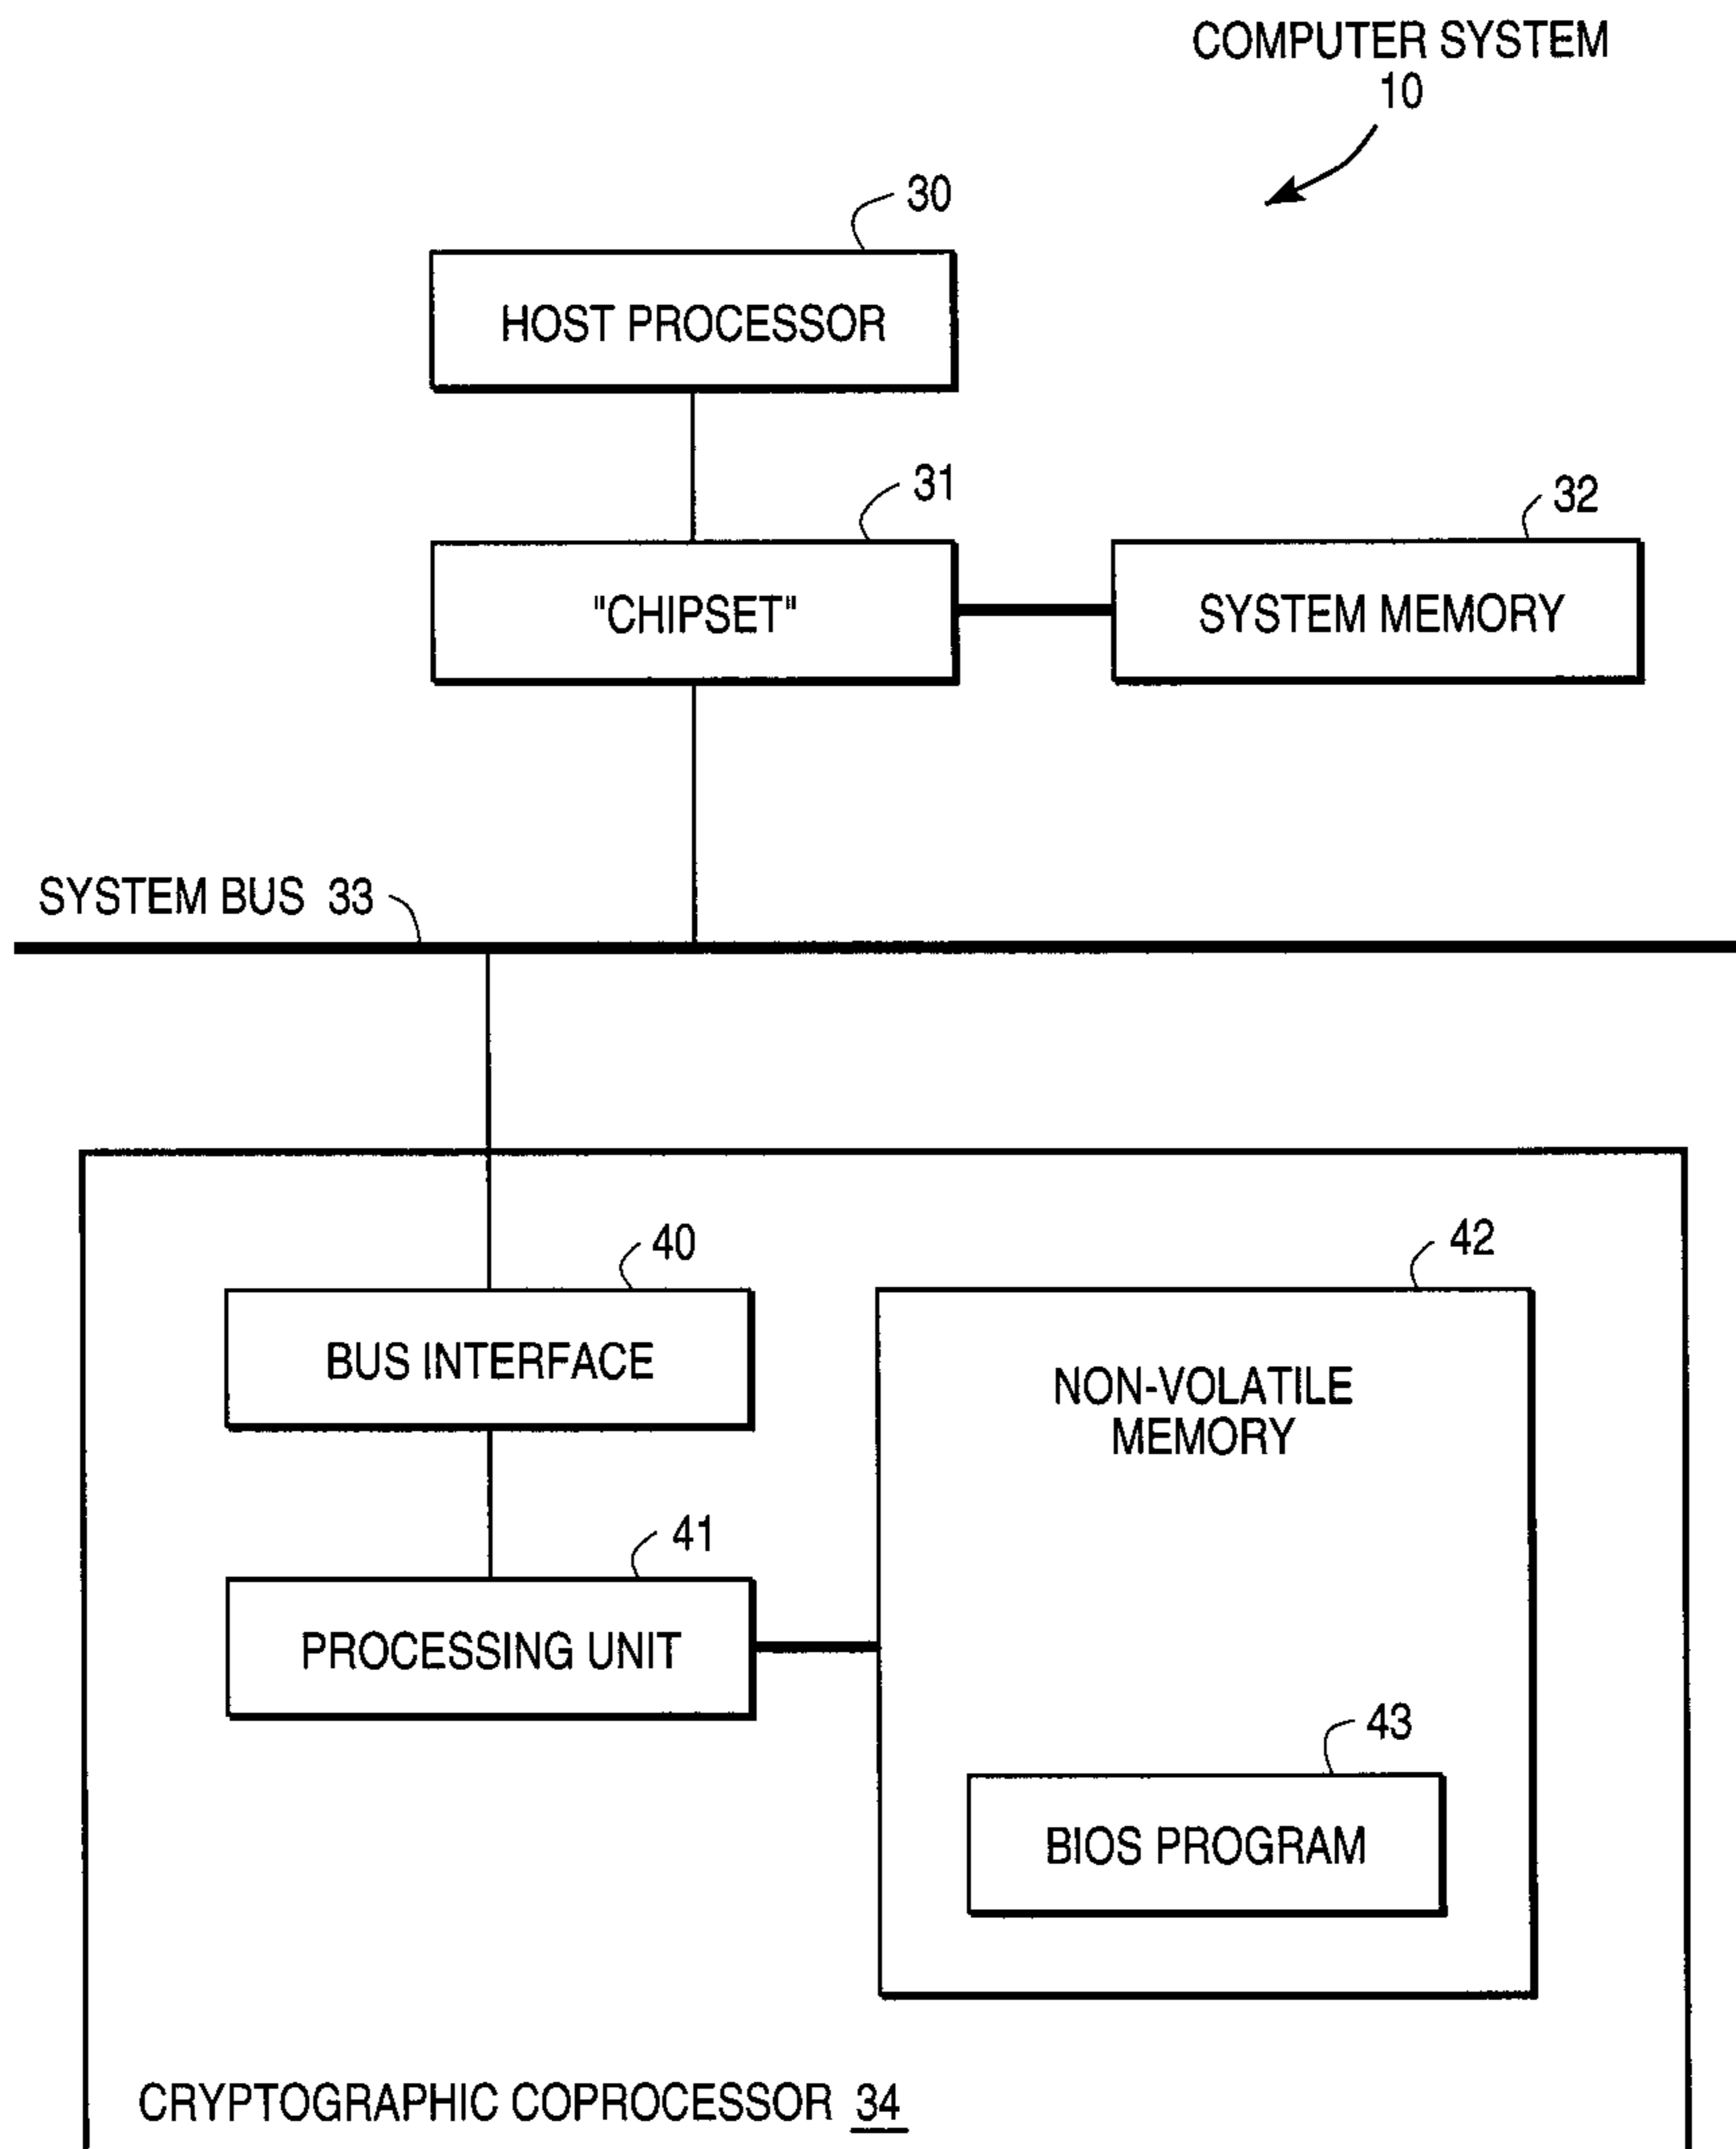 COMPUTER SYSTEM
10
30
HOST PROCESSOR
31
"CHIPSET"
32
SYSTEM MEMORY
SYSTEM BUS 33
40
BUS INTERFACE
42
NON-VOLATILE
MEMORY
41
PROCESSING UNIT
43
BIOS PROGRAM
CRYPTOGRAPHIC COPROCESSOR 34